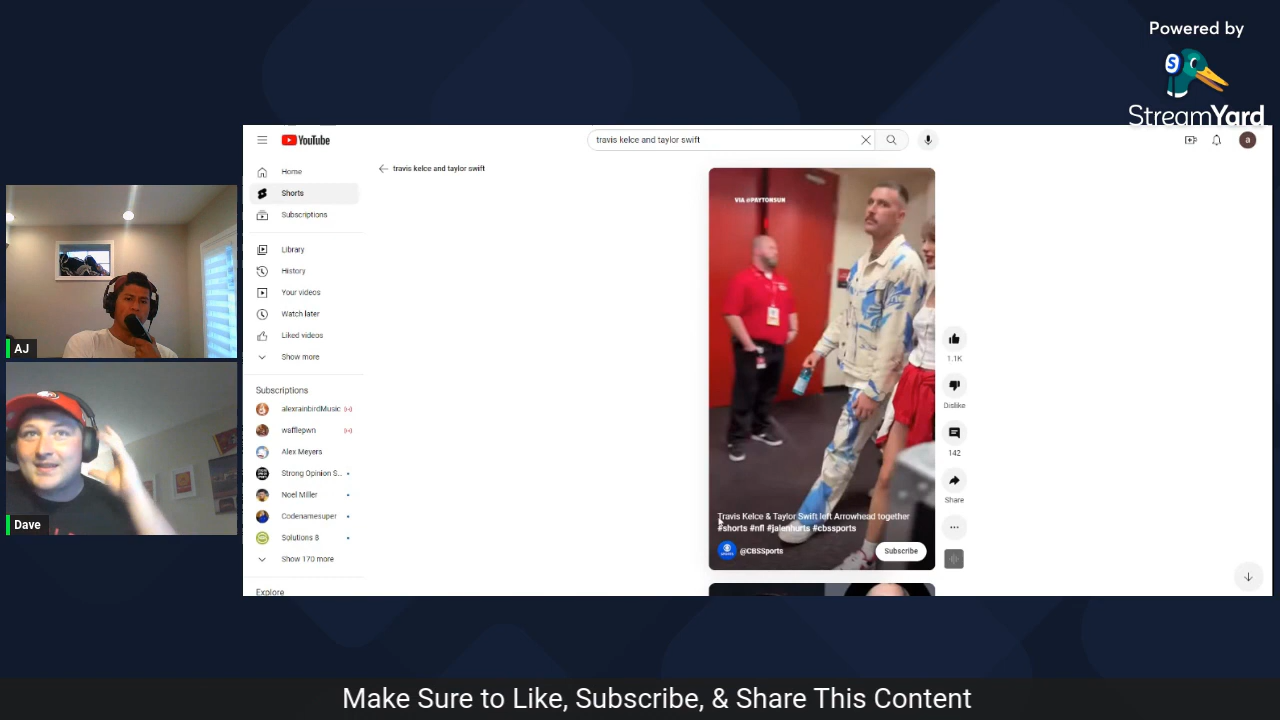 Powered by
StreamYard
YouTube
travis kelce and taylor swift
a
Home
Shorts
Subscriptions
Library
History
Your videos
Watch later
Liked videos
Show more
Subscriptions
alexrainbirdMusic
wafflepwn
Alex Meyers
Strong Opinion S...
Noel Miller
Codenamesuper
Solutions 8
Show 170 more
Explore
travis kelce and taylor swift
VIA @PAYTONSUN
Travis Kelce & Taylor Swift left Arrowhead together
#shorts #nfl #jalenhurts #cbssports
@CBSSports
Subscribe
1.1K
Dislike
142
Share
AJ
Dave
Make Sure to Like, Subscribe, & Share This Content